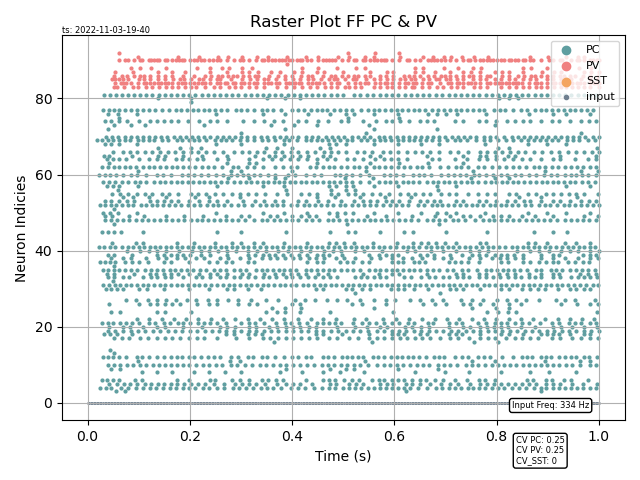 ts: 2022-11-03-19-40
Raster Plot FF PC & PV
PC
PV
SST
input
Neuron Indicies
80
60
40
20
0
Input Freq: 334 Hz
0.0 0.2 0.4 0.6 0.8 1.0
Time (s)
CV PC: 0.25
CV PV: 0.25
CV_SST: 0